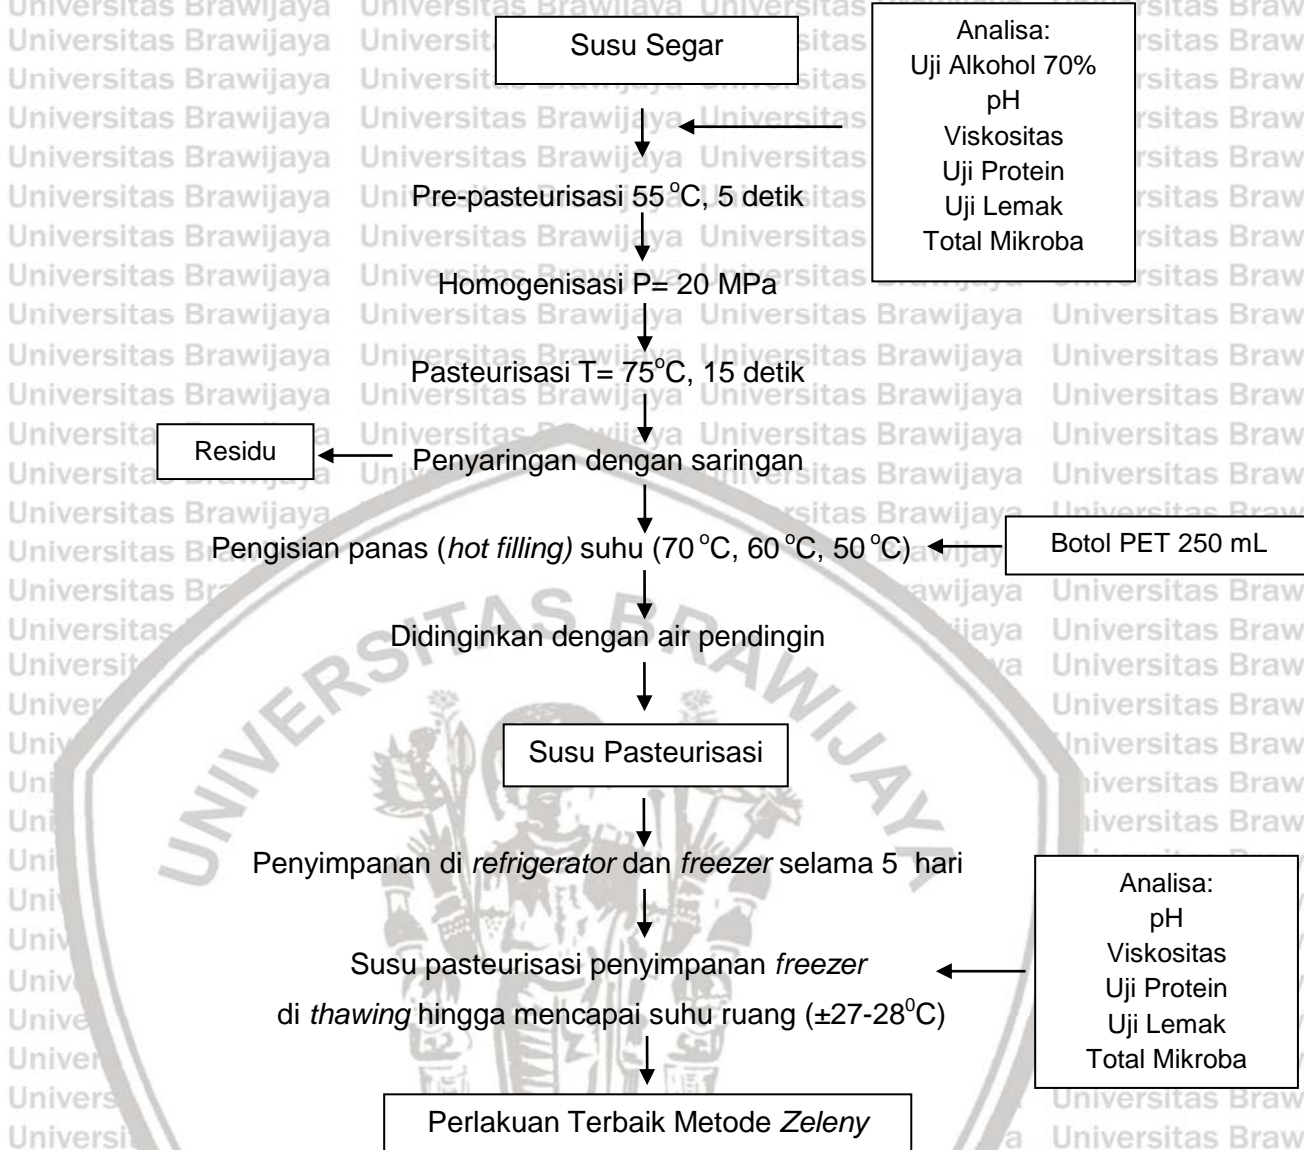 Susu Segar
Analisa:
Uji Alkohol 70%
pH
Viskositas
Uji Protein
Uji Lemak
Total Mikroba
Pre-pasteurisasi 55 °C, 5 detik
Homogenisasi P= 20 MPa
Pasteurisasi T= 75°C, 15 detik
Residu
Penyaringan dengan saringan
Pengisian panas (hot filling) suhu (70 °C, 60 °C, 50 °C)
Botol PET 250 mL
Didinginkan dengan air pendingin
UNIVERSITAS BRAWIJAYA
Susu Pasteurisasi
Penyimpanan di refrigerator dan freezer selama 5 hari
Susu pasteurisasi penyimpanan freezer
di thawing hingga mencapai suhu ruang (±27-28⁰C)
Analisa:
pH
Viskositas
Uji Protein
Uji Lemak
Total Mikroba
Perlakuan Terbaik Metode Zeleny